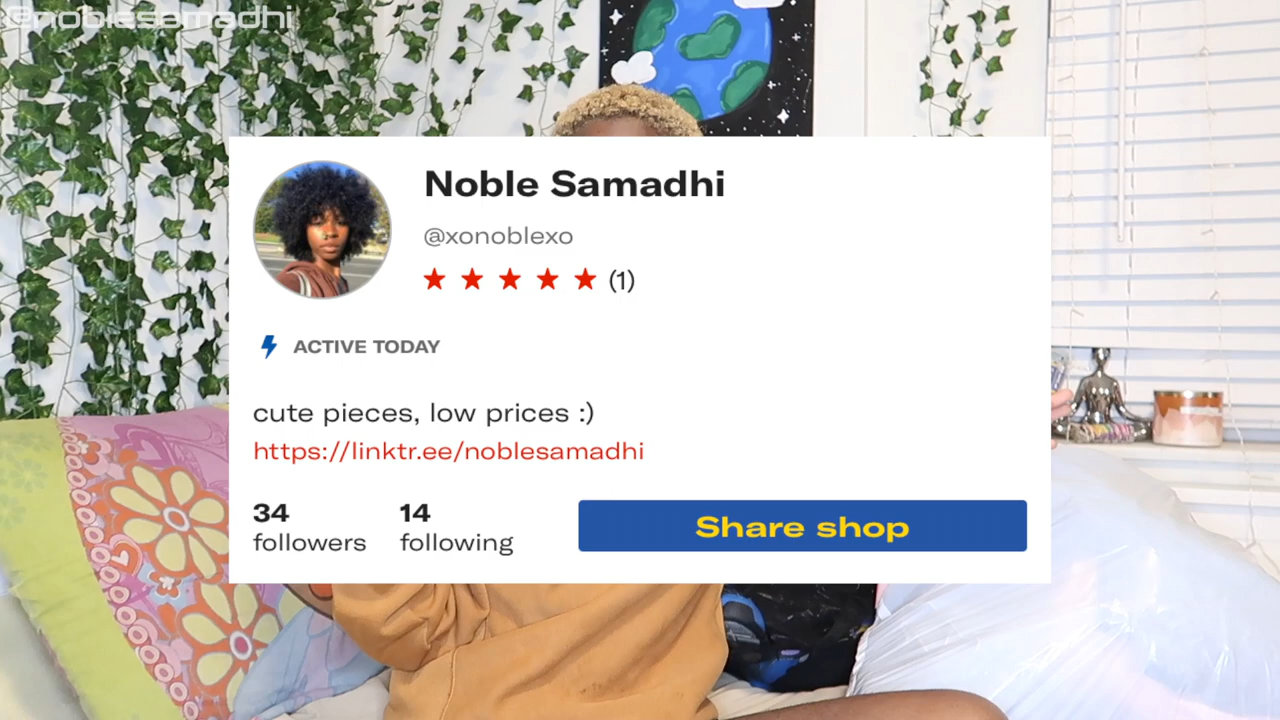 @noblesamadhi
Noble Samadhi
@xonoblexo
(1)
ACTIVE TODAY
cute pieces, low prices :)
https://linktr.ee/noblesamadhi
34
followers
14
following
Share shop